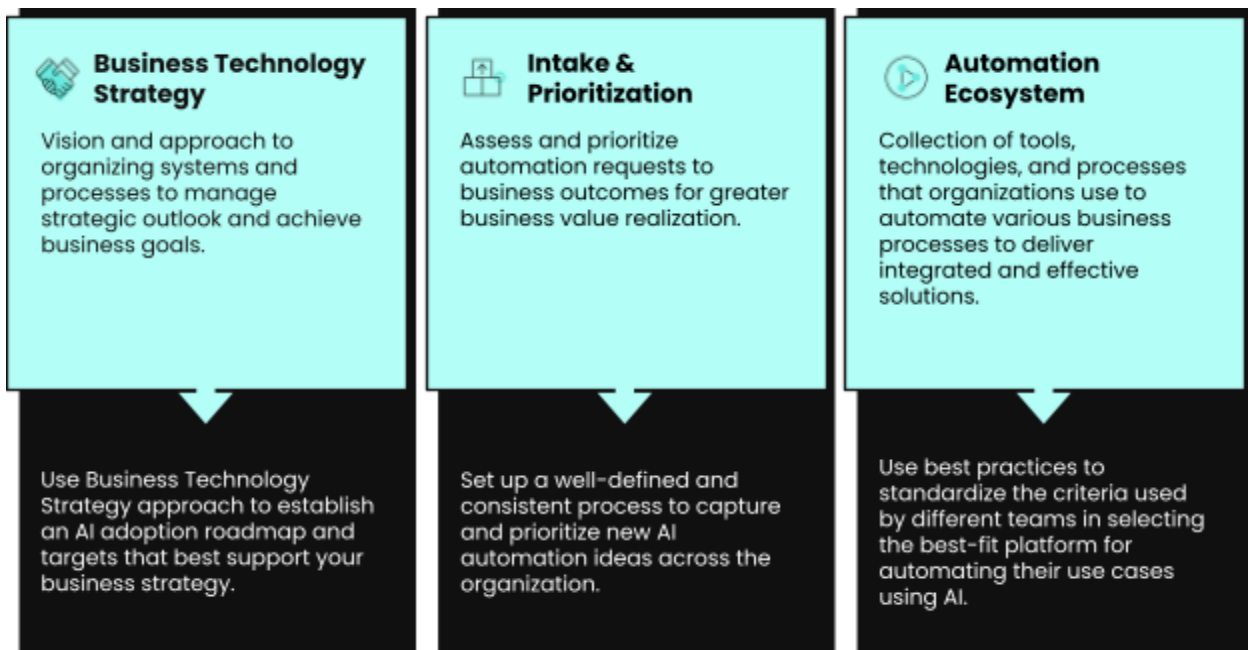 Business Technology
Strategy
Vision and approach to
organizing systems and
processes to manage
strategic outlook and achieve
business goals.
Use Business Technology
Strategy approach to establish
an AI adoption roadmap and
targets that best support your
business strategy.
Intake &
Prioritization
Assess and prioritize
automation requests to
business outcomes for greater
business value realization.
Set up a well-defined and
consistent process to capture
and prioritize new AI
automation ideas across the
organization.
Automation
Ecosystem
Collection of tools,
technologies, and processes
that organizations use to
automate various business
processes to deliver
integrated and effective
solutions.
Use best practices to
standardize the criteria used
by different teams in selecting
the best-fit platform for
automating their use cases
using AI.